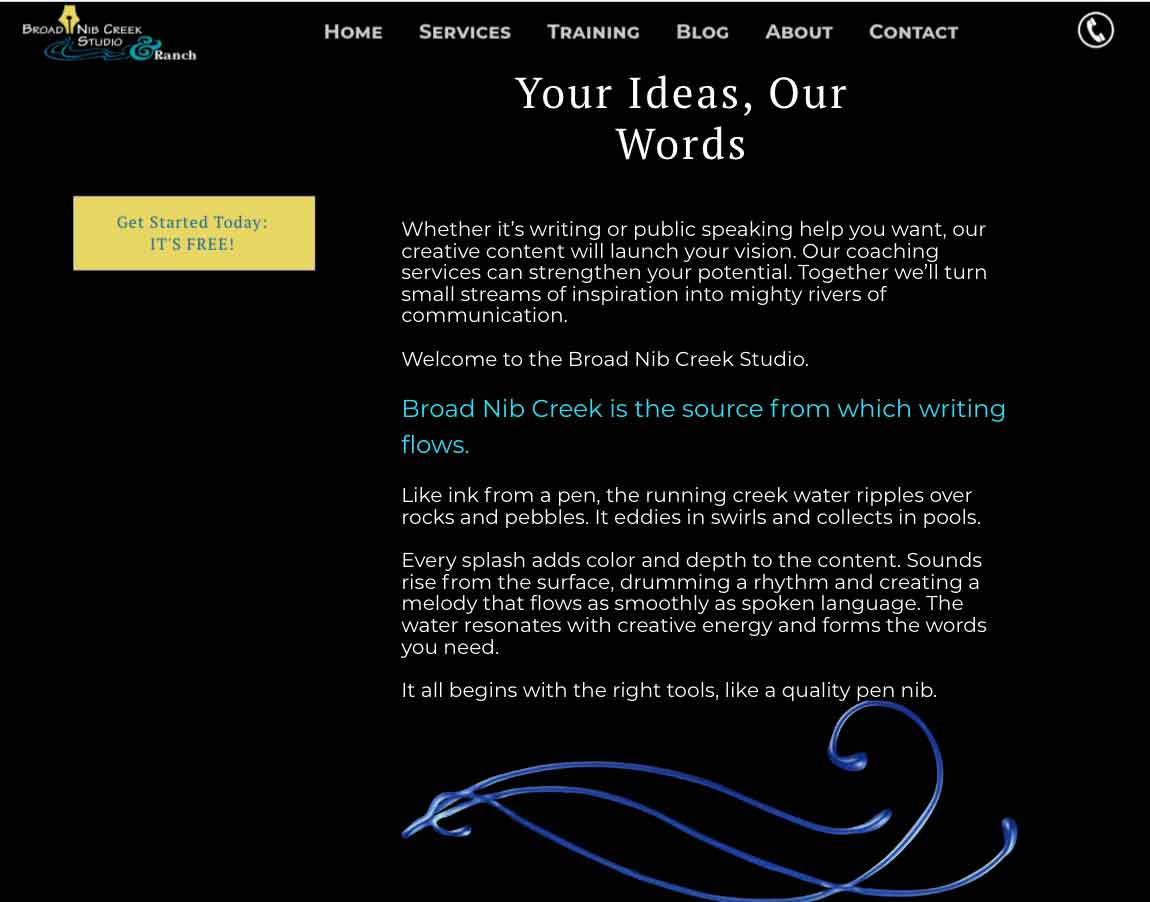 Broad Nib Creek
Studio
& Ranch
Home Services Training Blog About Contact
Your Ideas, Our
Words
Get Started Today:
IT'S FREE!
Whether it’s writing or public speaking help you want, our
creative content will launch your vision. Our coaching
services can strengthen your potential. Together we’ll turn
small streams of inspiration into mighty rivers of
communication.
Welcome to the Broad Nib Creek Studio.
Broad Nib Creek is the source from which writing
flows.
Like ink from a pen, the running creek water ripples over
rocks and pebbles. It eddies in swirls and collects in pools.
Every splash adds color and depth to the content. Sounds
rise from the surface, drumming a rhythm and creating a
melody that flows as smoothly as spoken language. The
water resonates with creative energy and forms the words
you need.
It all begins with the right tools, like a quality pen nib.